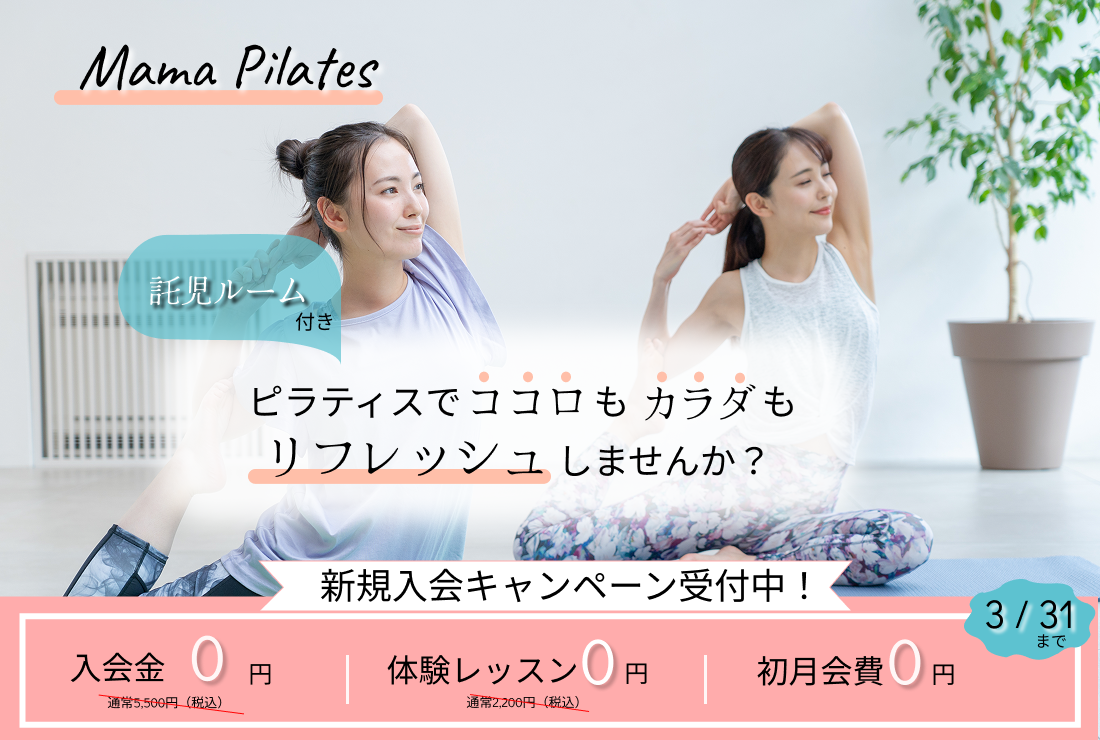 Mama Pilates
託児ルーム
付き
ピラティスでココロもカラダも
リフレッシュしませんか？
新規入会キャンペーン受付中！
3 / 31
まで
入会金 0 円
通常5,500円（税込）
体験レッスン0 円
通常2,200円（税込）
初月会費0 円